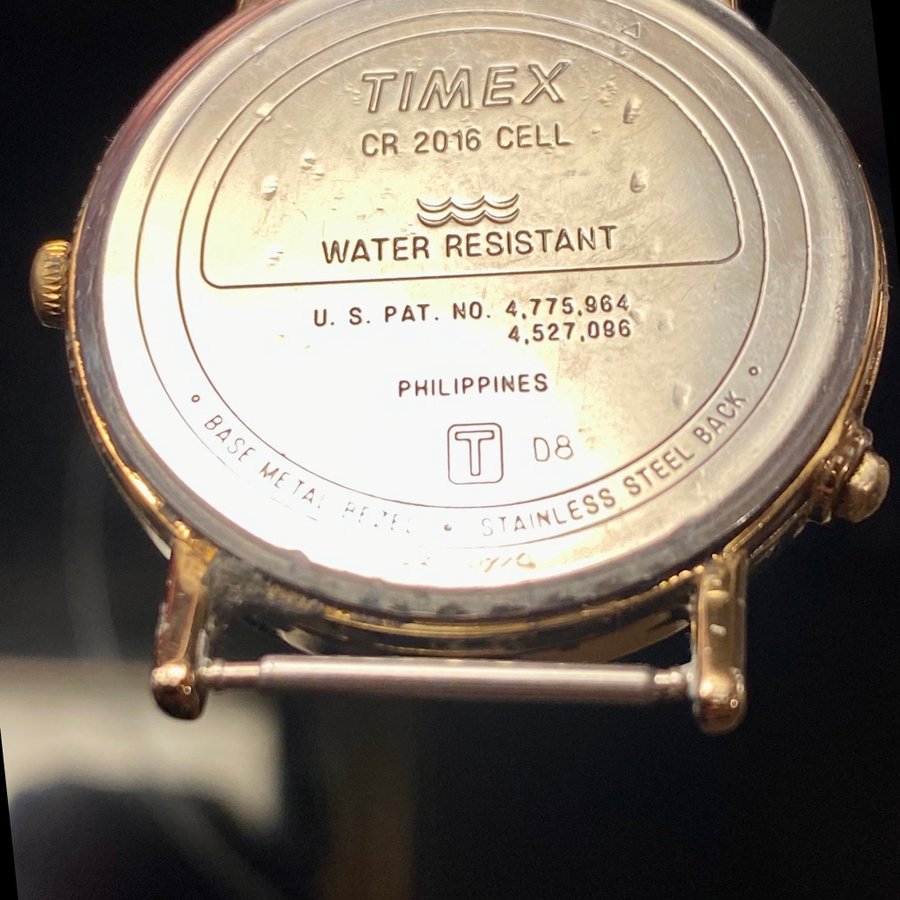 TIMEX
CR 2016 CELL
WATER RESISTANT
U. S. PAT. NO. 4,775,964
4,527,096
PHILIPPINES
T D8
BASE METAL BEZEL • STAINLESS STEEL BACK